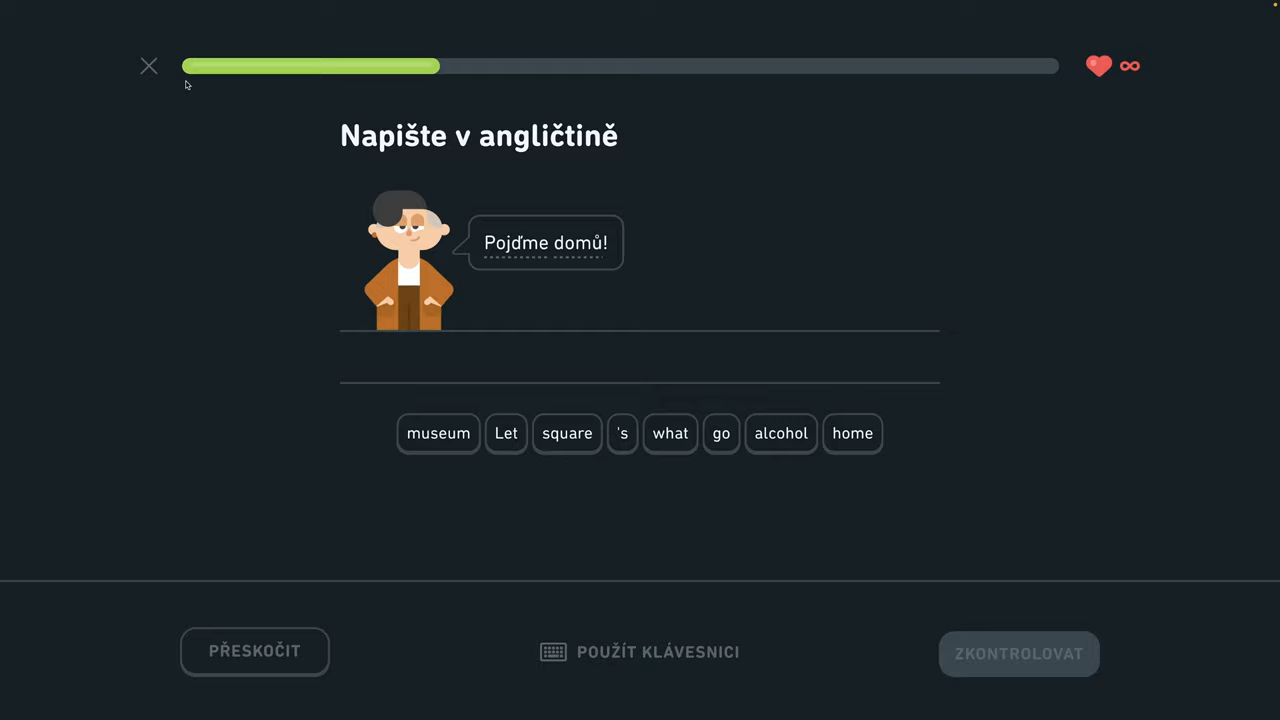 Napište v angličtině
Pojďme domů!
museum Let square 's what go alcohol home
PŘESKOČIT POUŽÍT KLÁVESNICI ZKONTROLOVAT